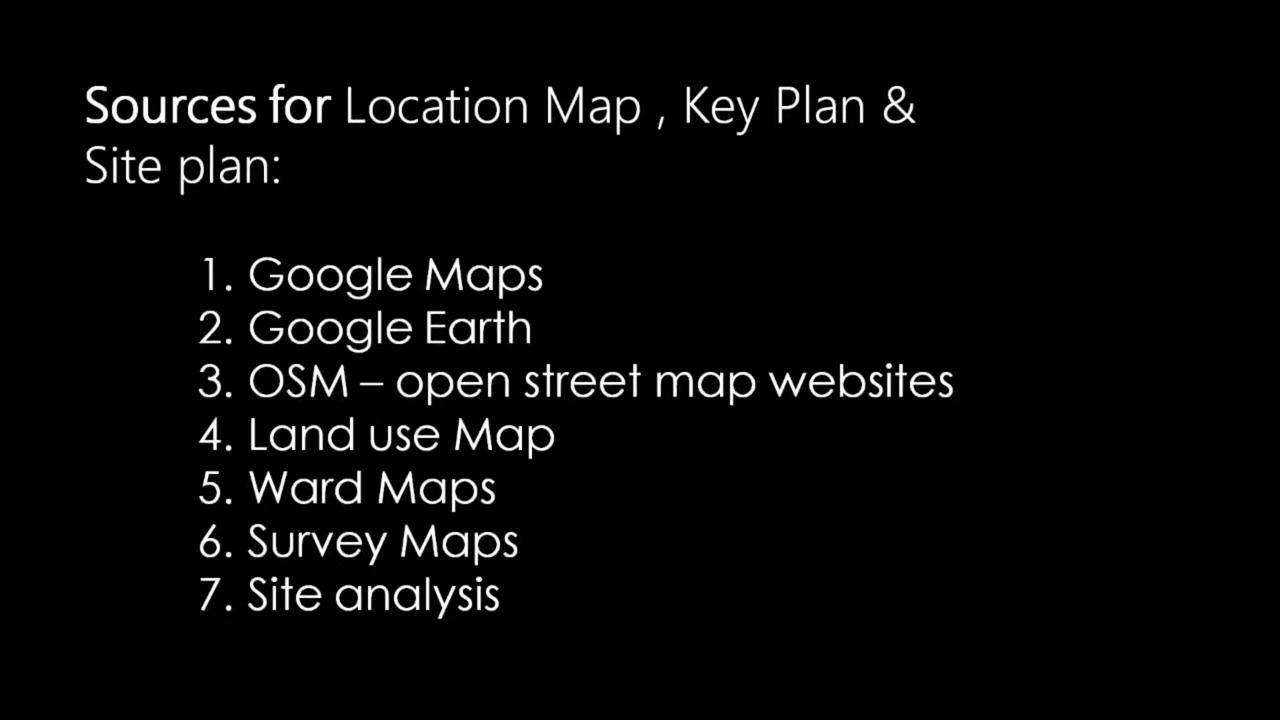 Sources for Location Map , Key Plan &
Site plan:
1. Google Maps
2. Google Earth
3. OSM – open street map websites
4. Land use Map
5. Ward Maps
6. Survey Maps
7. Site analysis